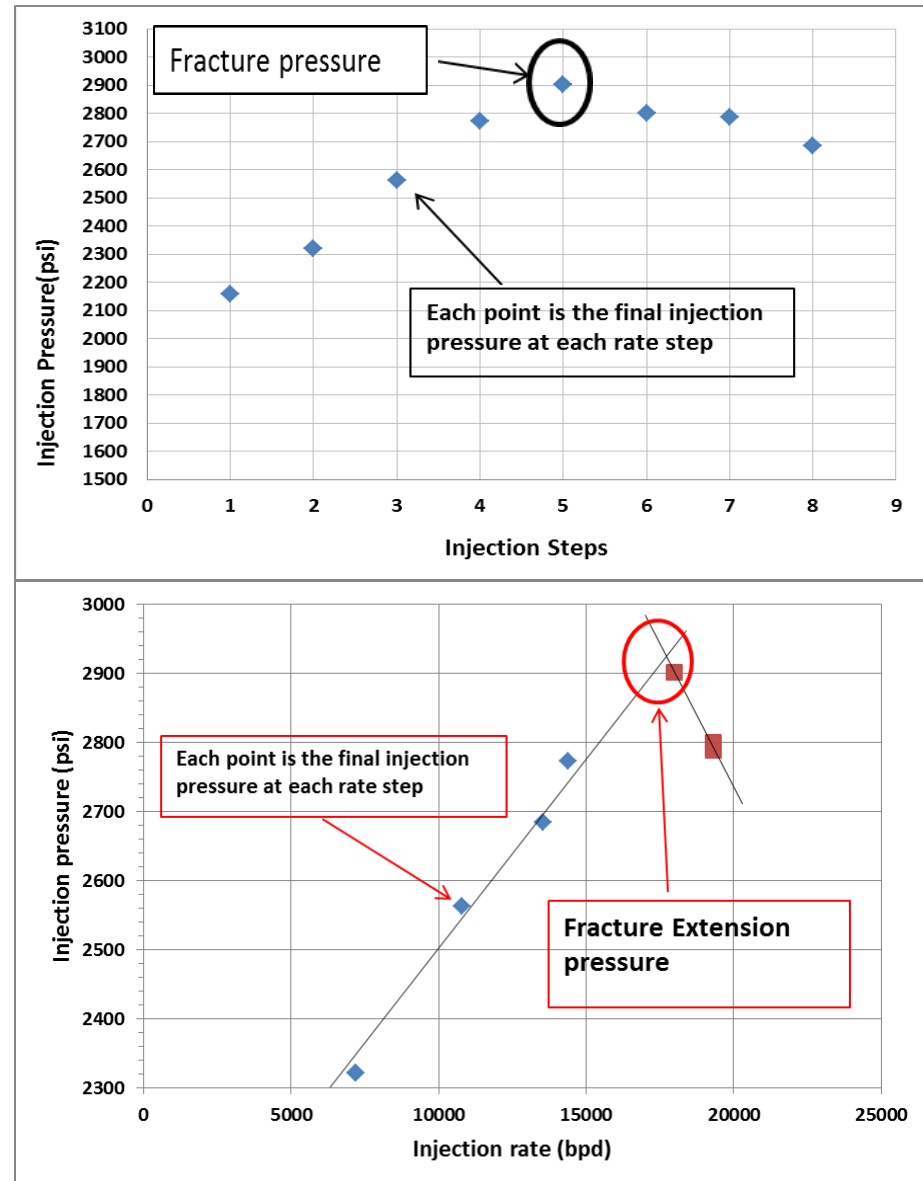 3100
3000
2900
2800
2700
2600
2500
2400
2300
2200
2100
2000
1900
1800
1700
1600
1500
Injection Pressure(psi)
Fracture pressure
Each point is the final injection
pressure at each rate step
0 1 2 3 4 5 6 7 8 9
Injection Steps
3000
2900
2800
2700
2600
2500
2400
2300
Injection pressure (psi)
Each point is the final injection
pressure at each rate step
Fracture Extension
pressure
0 5000 10000 15000 20000 25000
Injection rate (bpd)